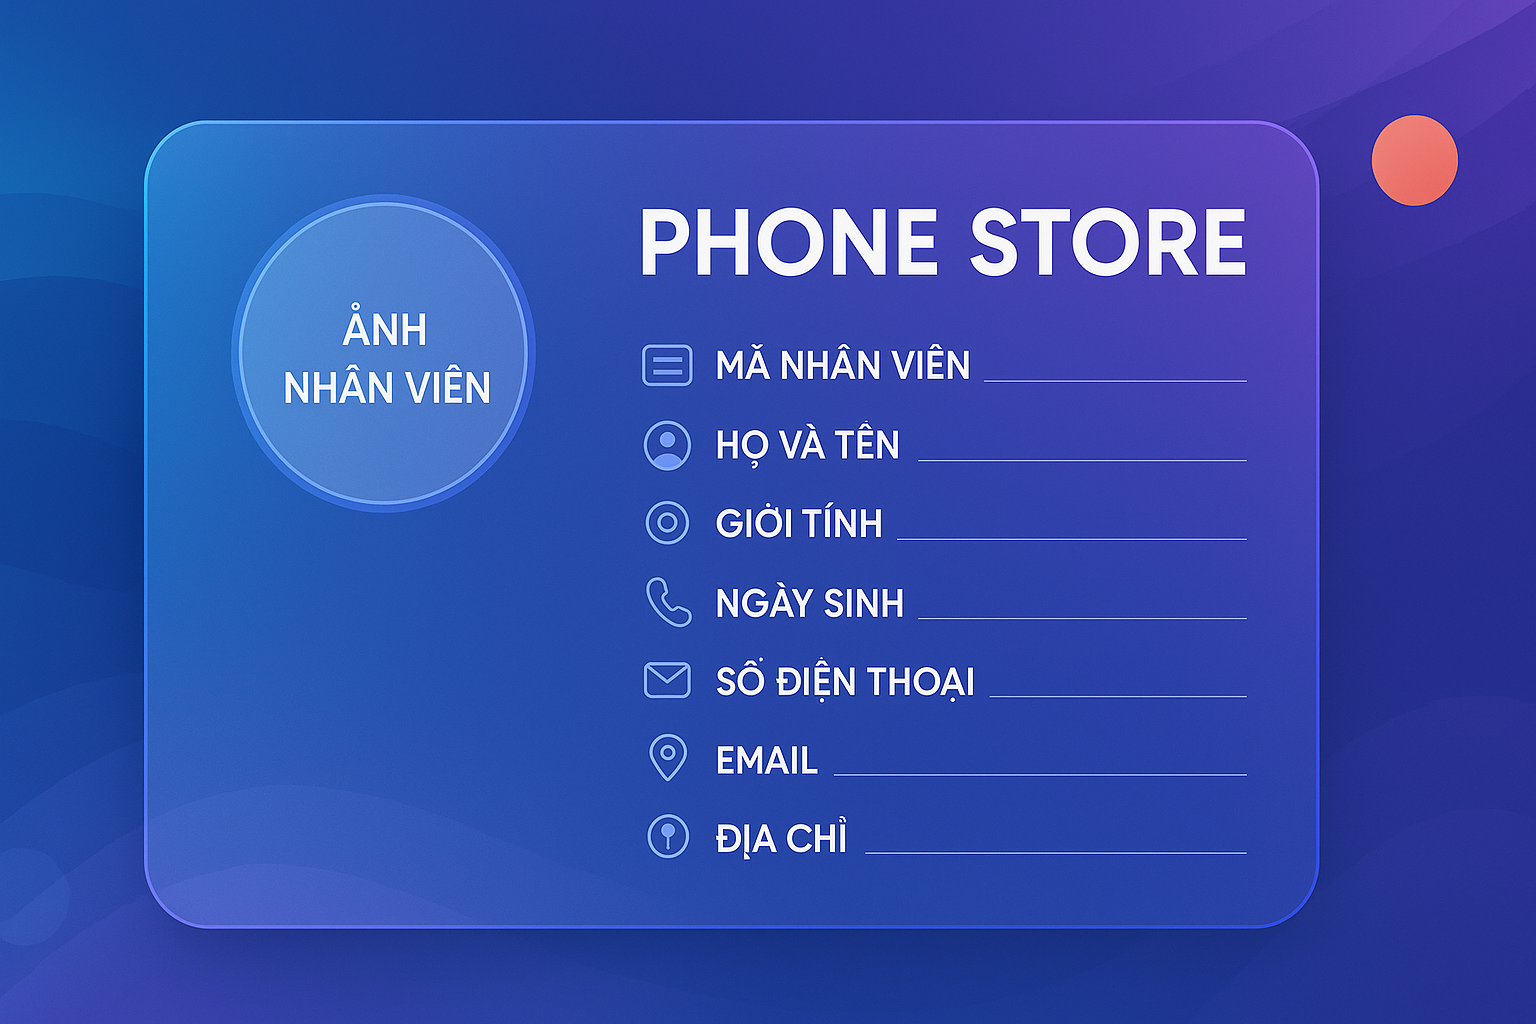 ẢNH
NHÂN VIÊN
PHONE STORE
MÃ NHÂN VIÊN
HỌ VÀ TÊN
GIỚI TÍNH
NGÀY SINH
SỐ ĐIỆN THOẠI
EMAIL
ĐỊA CHỈ